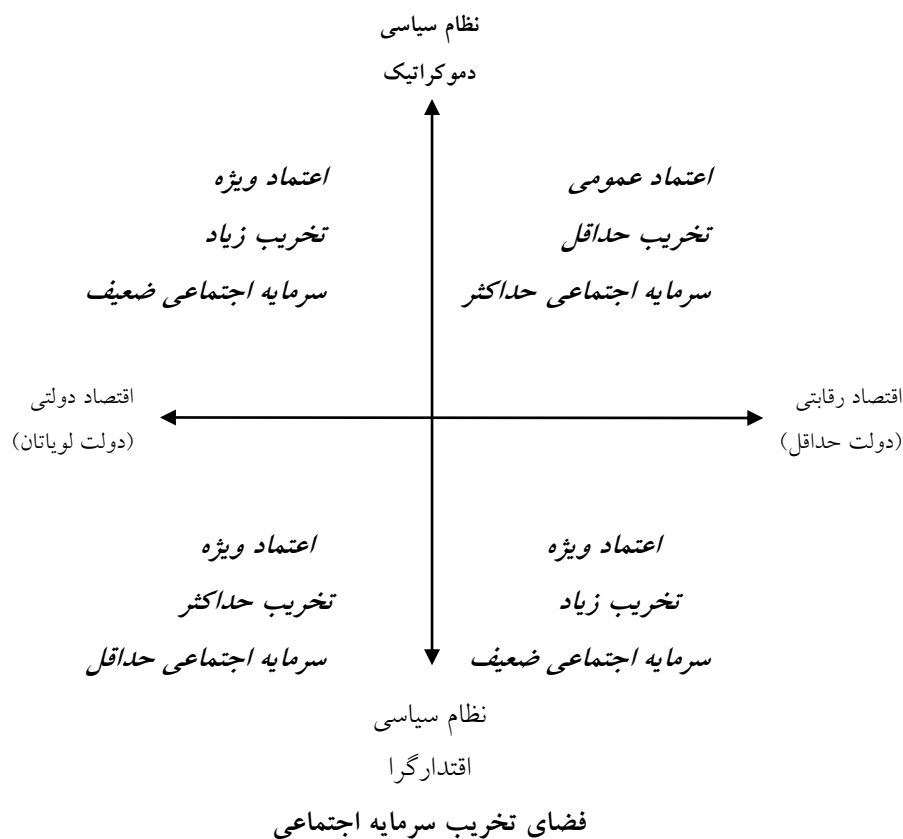 نظام سیاسی
دموکراتیک
اعتماد عمومی
تخریب حداقل
سرمایه اجتماعی حداکثر
اعتماد ویژه
تخریب زیاد
سرمایه اجتماعی ضعیف
اقتصاد رقابتی
(دولت حداقل)
اقتصاد دولتی
(دولت لویاتان)
اعتماد ویژه
تخریب زیاد
سرمایه اجتماعی ضعیف
اعتماد ویژه
تخریب حداکثر
سرمایه اجتماعی حداقل
نظام سیاسی
اقتدارگرا
فضای تخریب سرمایه اجتماعی